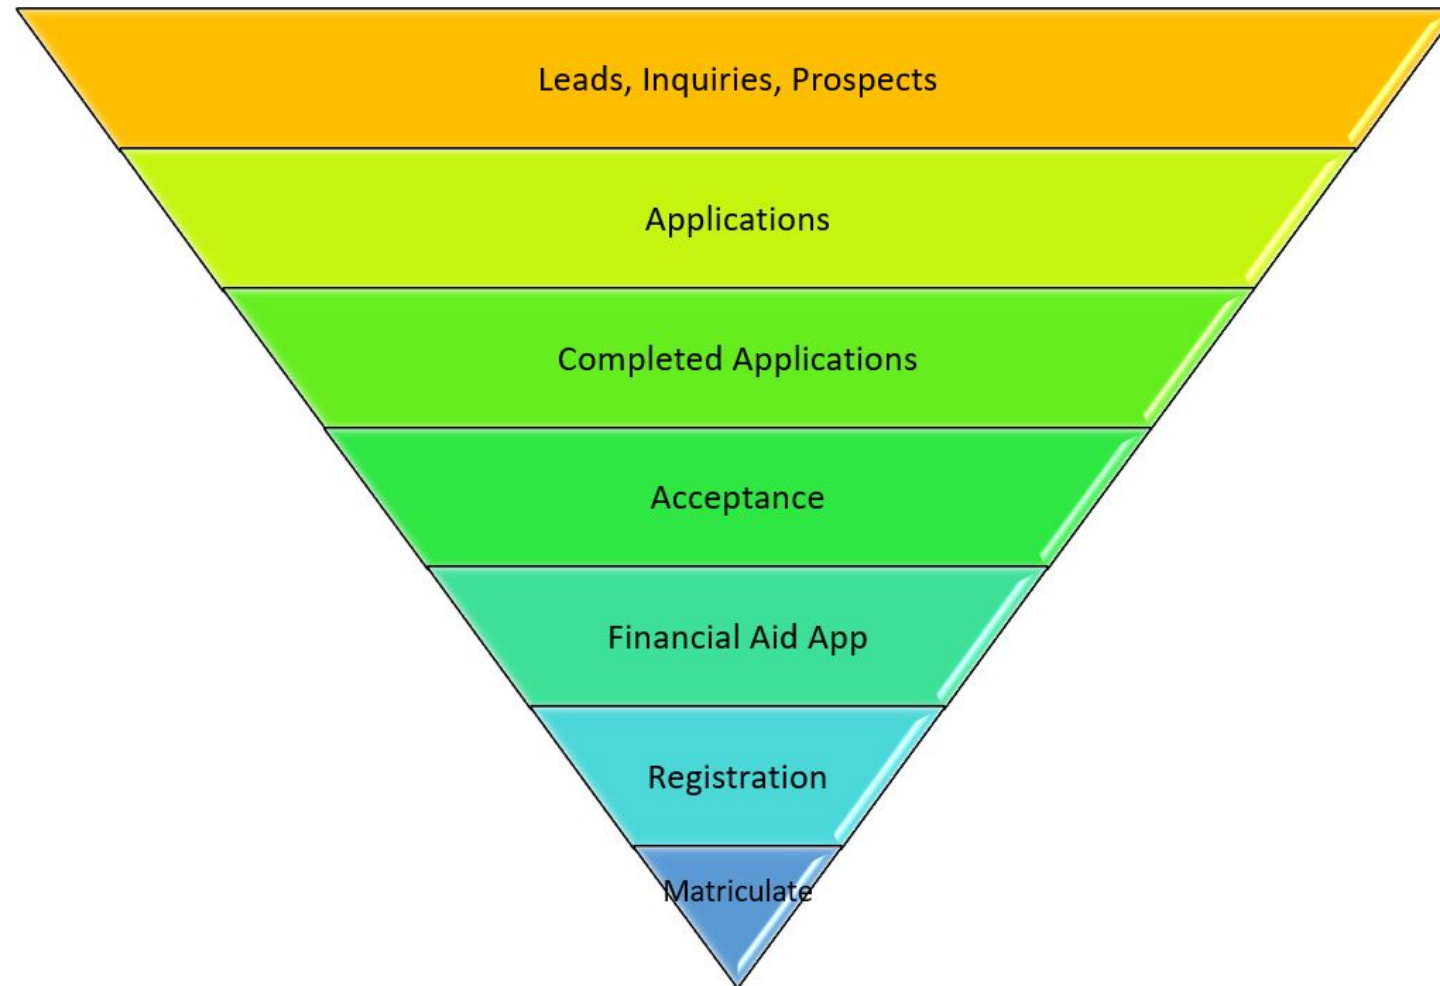 Leads, Inquiries, Prospects
Applications
Completed Applications
Acceptance
Financial Aid App
Registration
Matriculate